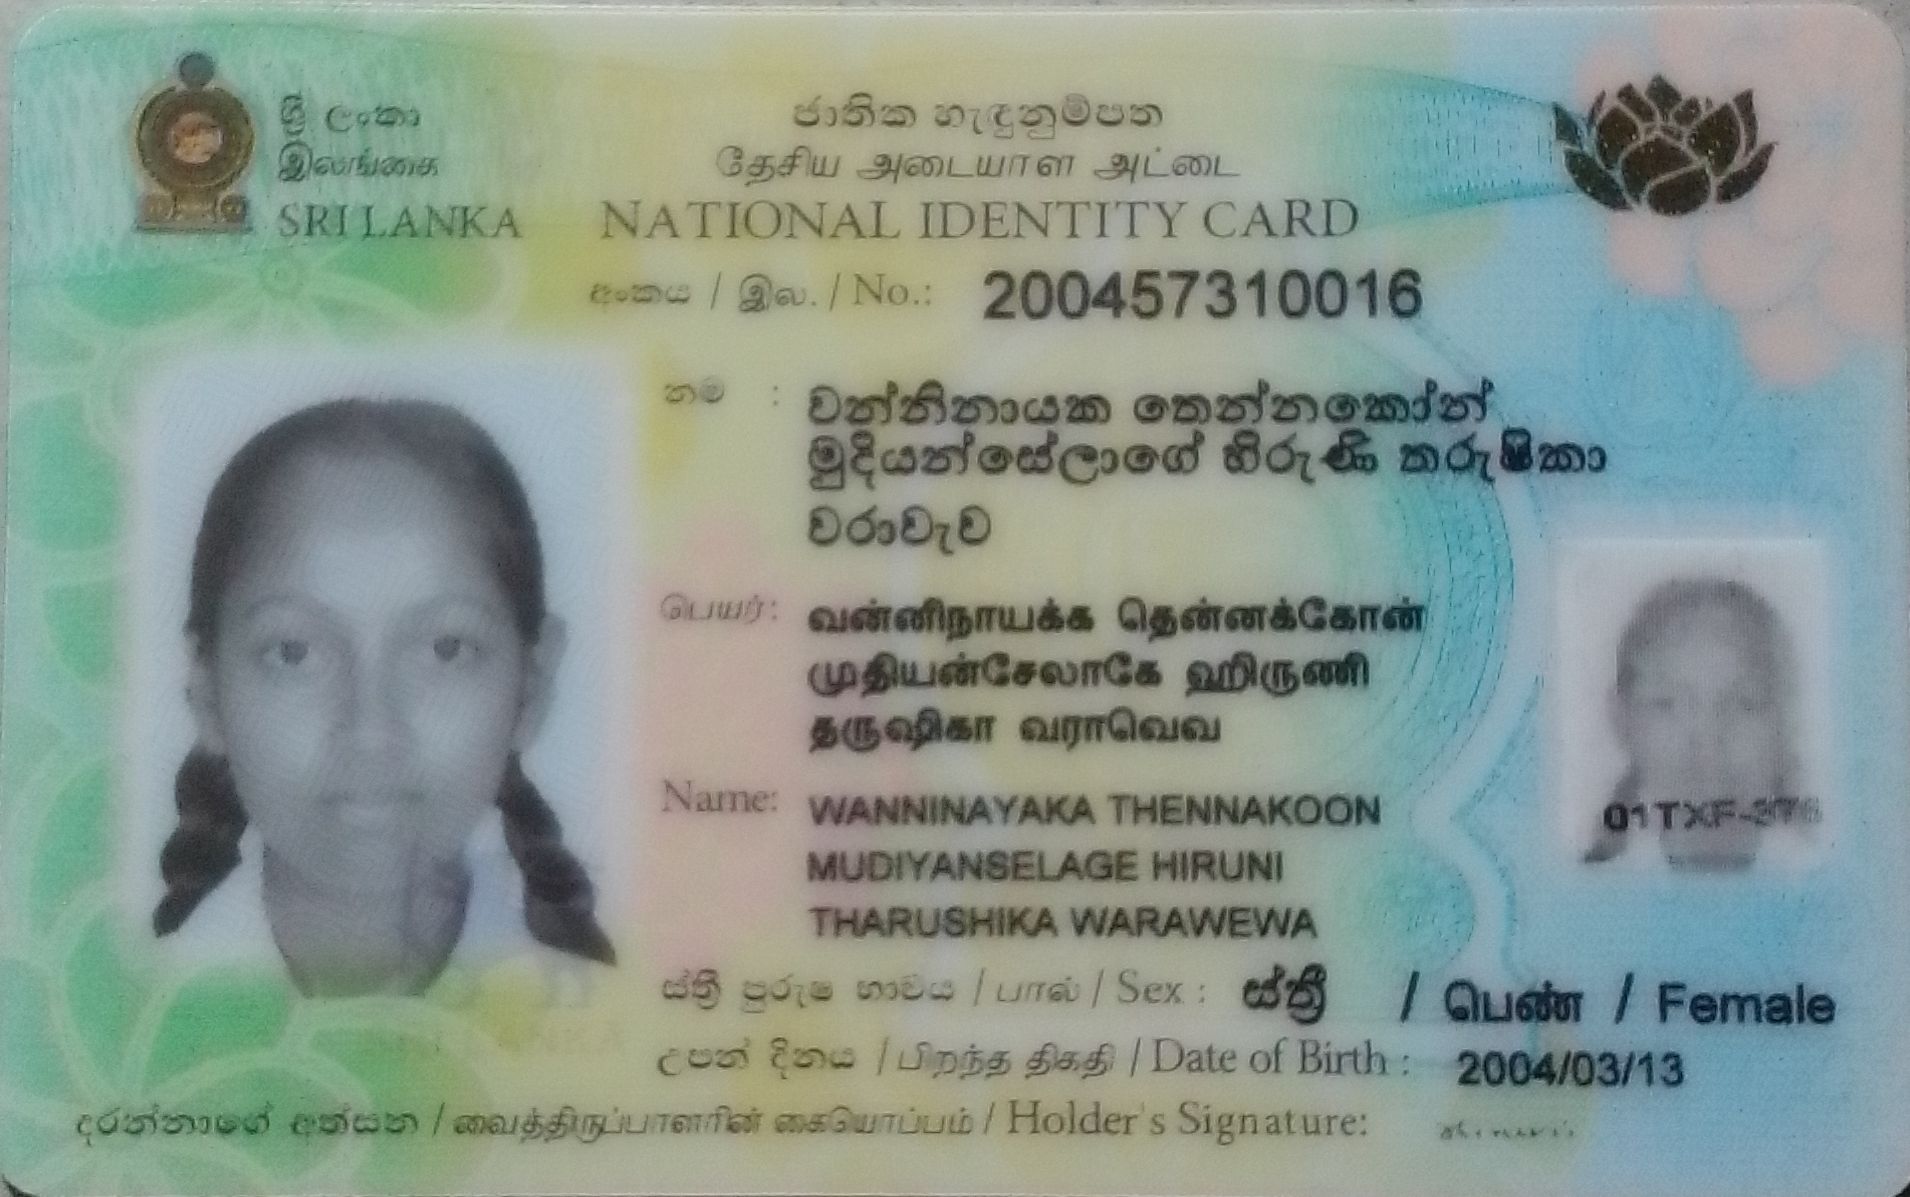 ශ්‍රී ලංකා
இலங்கை
SRI LANKA
ජාතික හැඳුනුම්පත
தேசிய அடையாள அட்டை
NATIONAL IDENTITY CARD
අංකය / இல. / No.: 200457310016
නම : වන්නිනායක තෙන්නකෝන්
මුදියන්සේලාගේ හිරුණි තරුෂිකා
වරාවැව
பெயர்: வன்னிநாயக்க தென்னக்கோன்
முதியன்சேலாகே ஹிருணி
தருஷிகா வராவெவ
Name: WANNINAYAKA THENNAKOON
MUDIYANSELAGE HIRUNI
THARUSHIKA WARAWEWA
01TXF-
ස්ත්‍රී පුරුෂ භාවය / பால் / Sex : ස්ත්‍රී / பெண் / Female
උපන් දිනය / பிறந்த திகதி / Date of Birth : 2004/03/13
දරන්නාගේ අත්සන / வைத்திருப்பாளரின் கையொப்பம் / Holder's Signature: